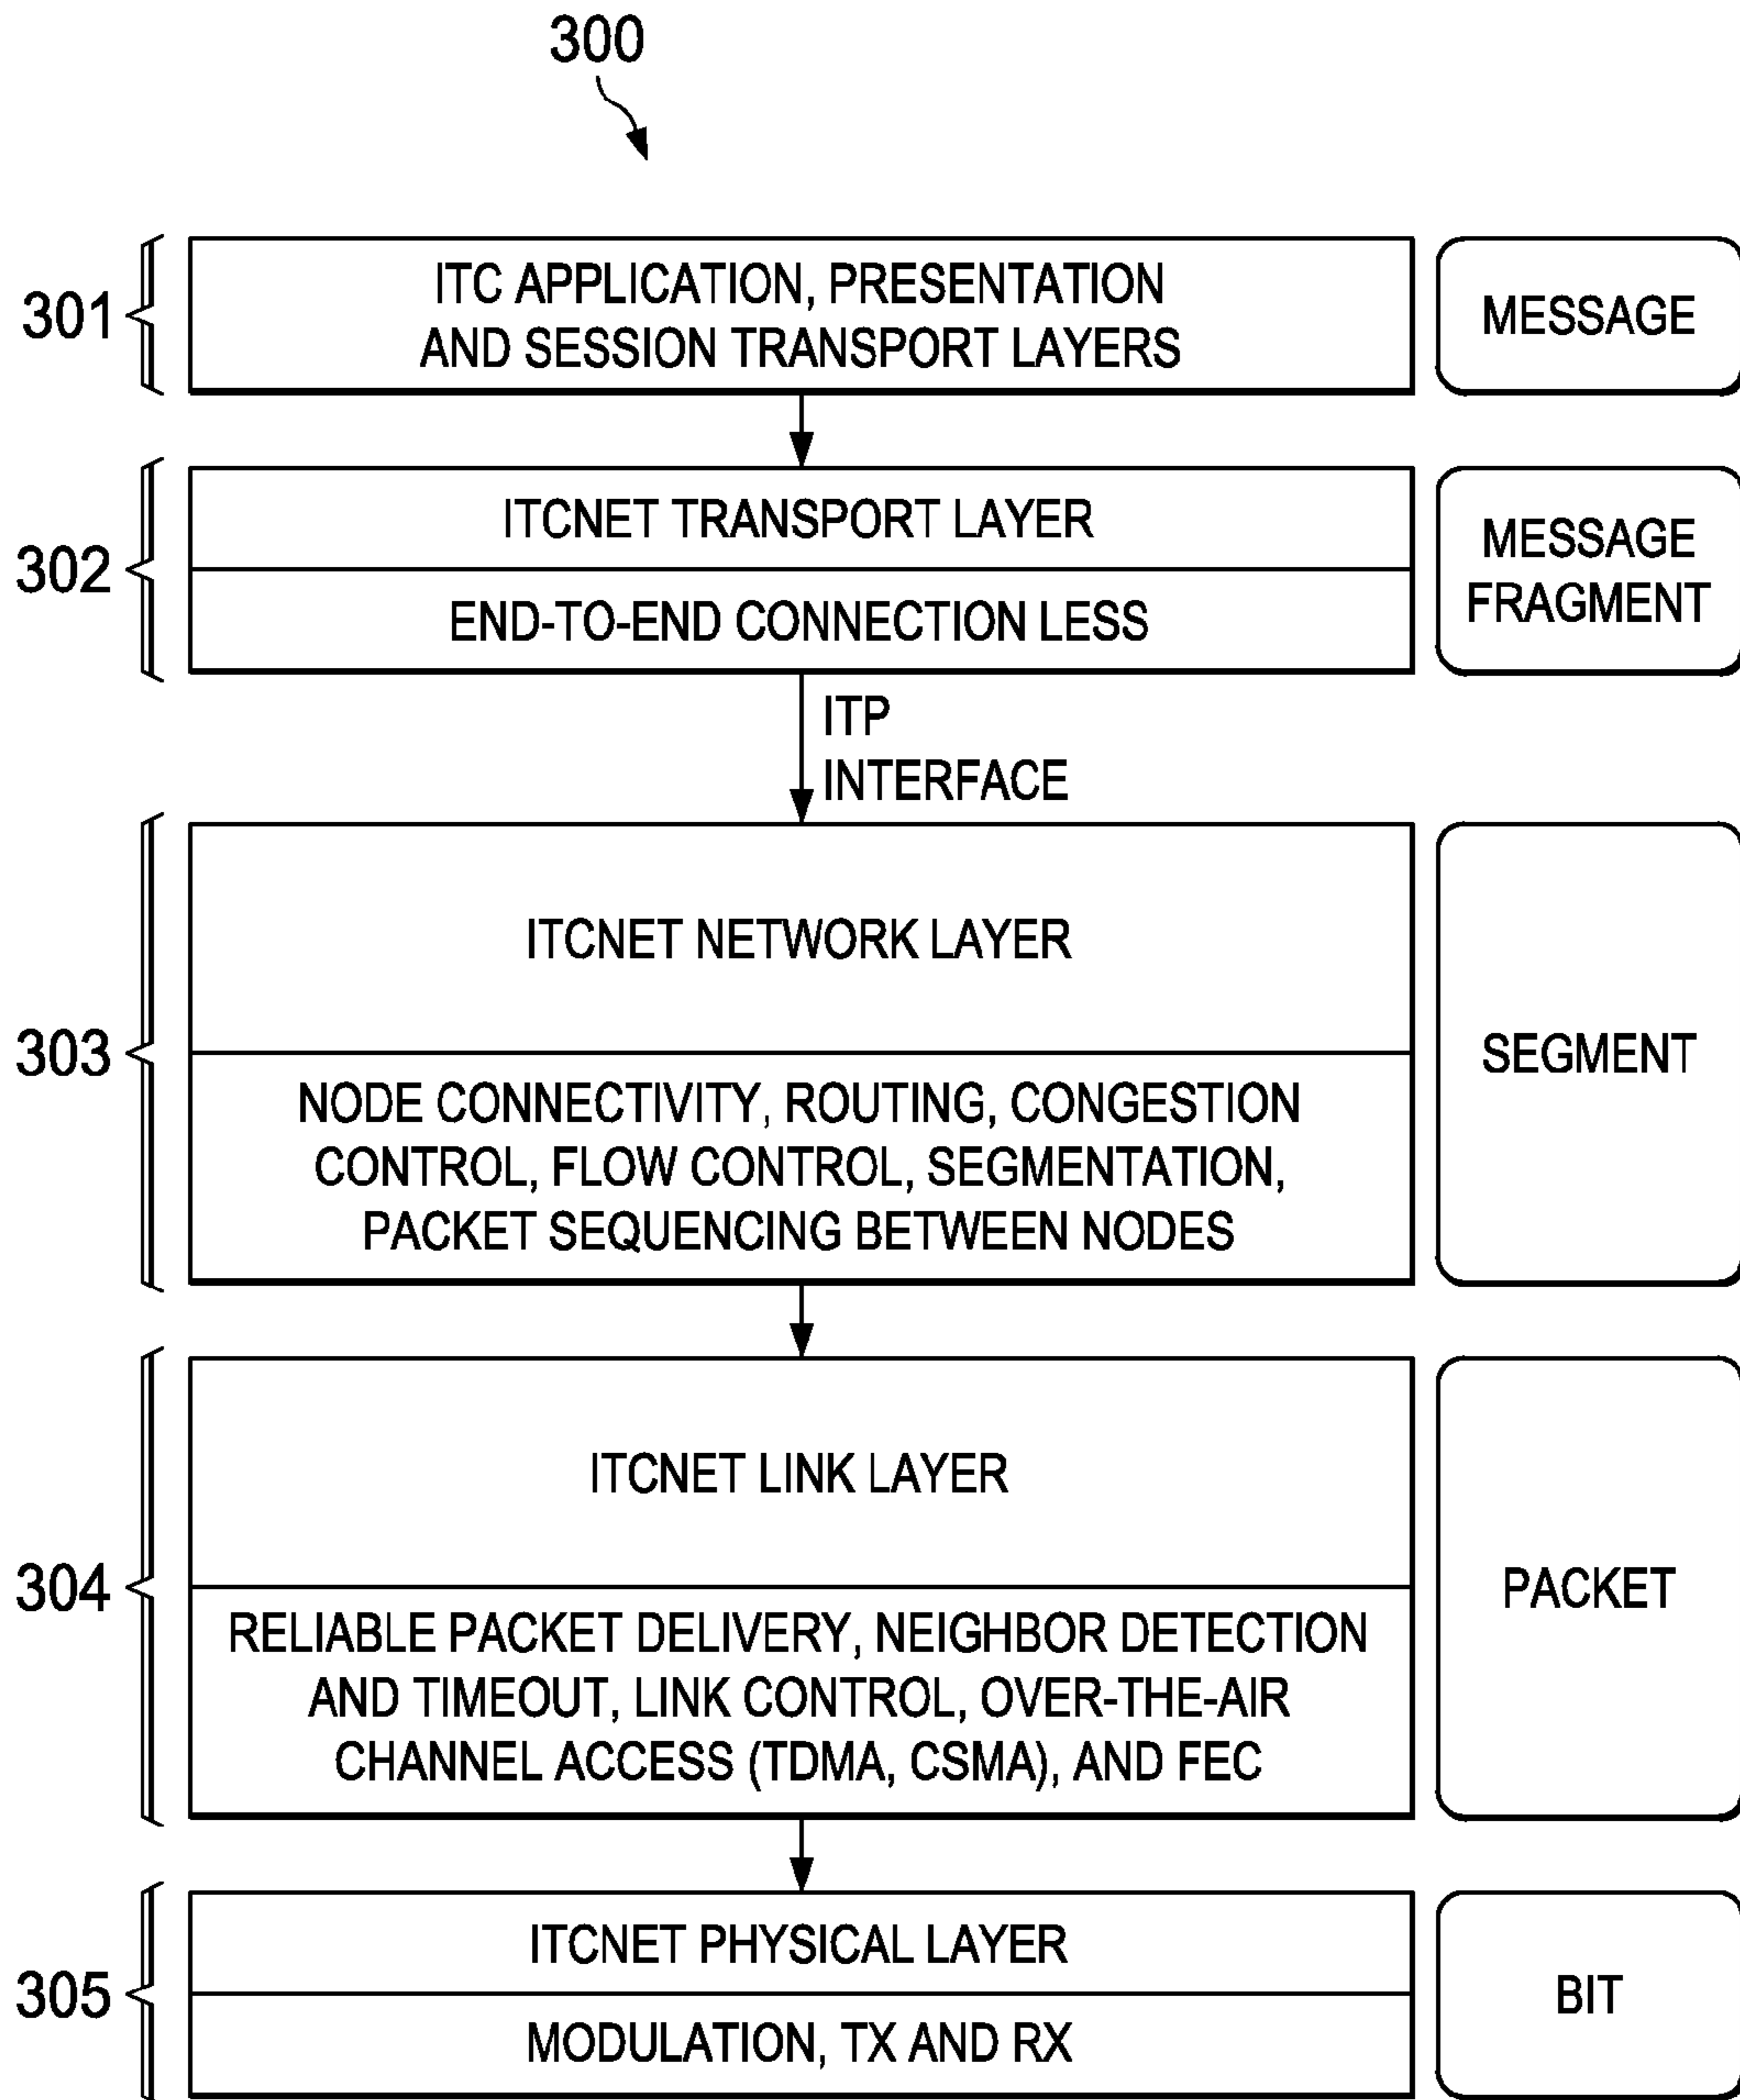 300
301
ITC APPLICATION, PRESENTATION
AND SESSION TRANSPORT LAYERS
MESSAGE
302
ITCNET TRANSPORT LAYER
END-TO-END CONNECTION LESS
MESSAGE
FRAGMENT
ITP
INTERFACE
303
ITCNET NETWORK LAYER
NODE CONNECTIVITY, ROUTING, CONGESTION
CONTROL, FLOW CONTROL, SEGMENTATION,
PACKET SEQUENCING BETWEEN NODES
SEGMENT
304
ITCNET LINK LAYER
RELIABLE PACKET DELIVERY, NEIGHBOR DETECTION
AND TIMEOUT, LINK CONTROL, OVER-THE-AIR
CHANNEL ACCESS (TDMA, CSMA), AND FEC
PACKET
305
ITCNET PHYSICAL LAYER
MODULATION, TX AND RX
BIT